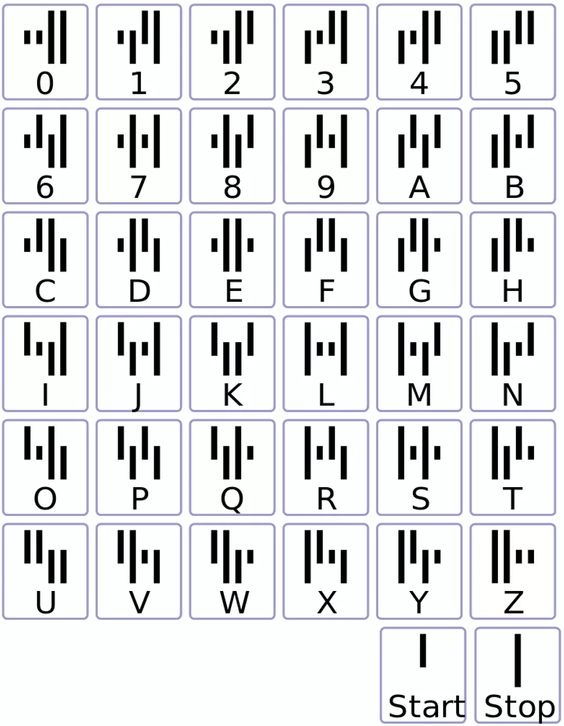 0 1 2 3 4 5
6 7 8 9 A B
C D E F G H
I J K L M N
O P Q R S T
U V W X Y Z
Start Stop